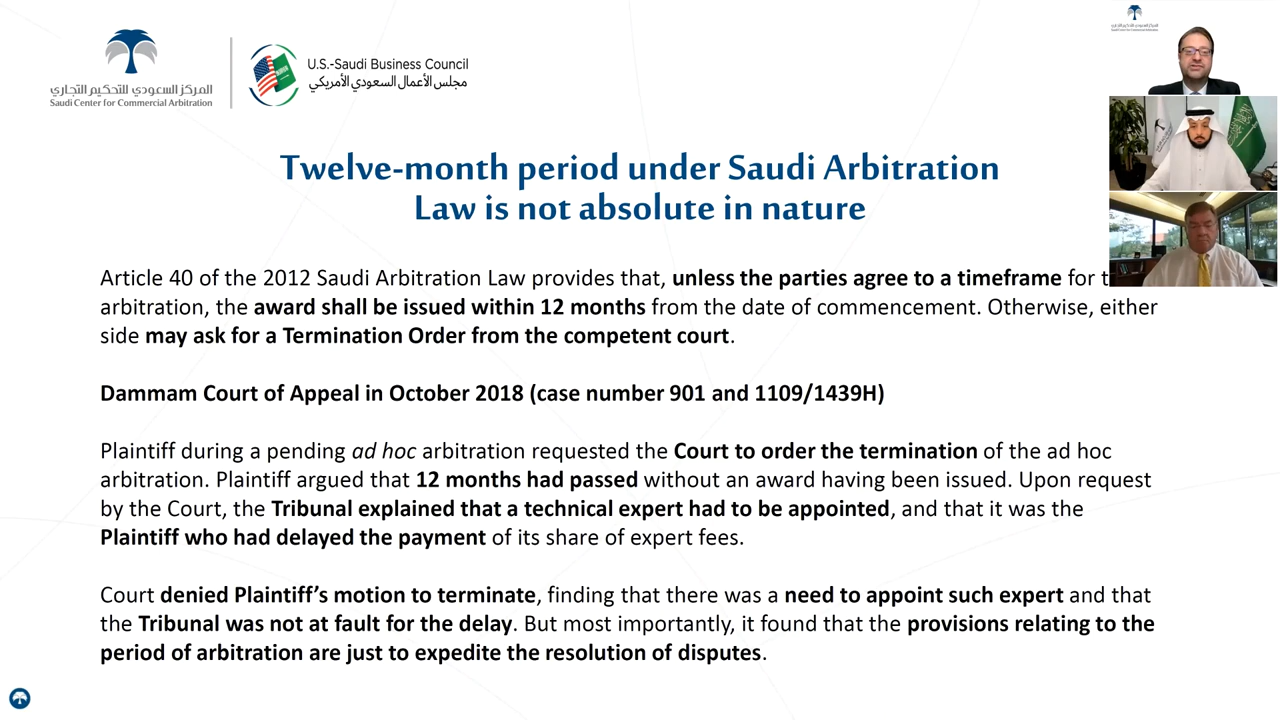 المركز السعودي للتحكيم التجاري
Saudi Center for Commercial Arbitration
U.S.-Saudi Business Council
مجلس الأعمال السعودي الأمريكي
Twelve-month period under Saudi Arbitration
Law is not absolute in nature
Article 40 of the 2012 Saudi Arbitration Law provides that, unless the parties agree to a timeframe for
arbitration, the award shall be issued within 12 months from the date of commencement. Otherwise, either
side may ask for a Termination Order from the competent court.
Dammam Court of Appeal in October 2018 (case number 901 and 1109/1439H)
Plaintiff during a pending ad hoc arbitration requested the Court to order the termination of the ad hoc
arbitration. Plaintiff argued that 12 months had passed without an award having been issued. Upon request
by the Court, the Tribunal explained that a technical expert had to be appointed, and that it was the
Plaintiff who had delayed the payment of its share of expert fees.
Court denied Plaintiff’s motion to terminate, finding that there was a need to appoint such expert and that
the Tribunal was not at fault for the delay. But most importantly, it found that the provisions relating to the
period of arbitration are just to expedite the resolution of disputes.